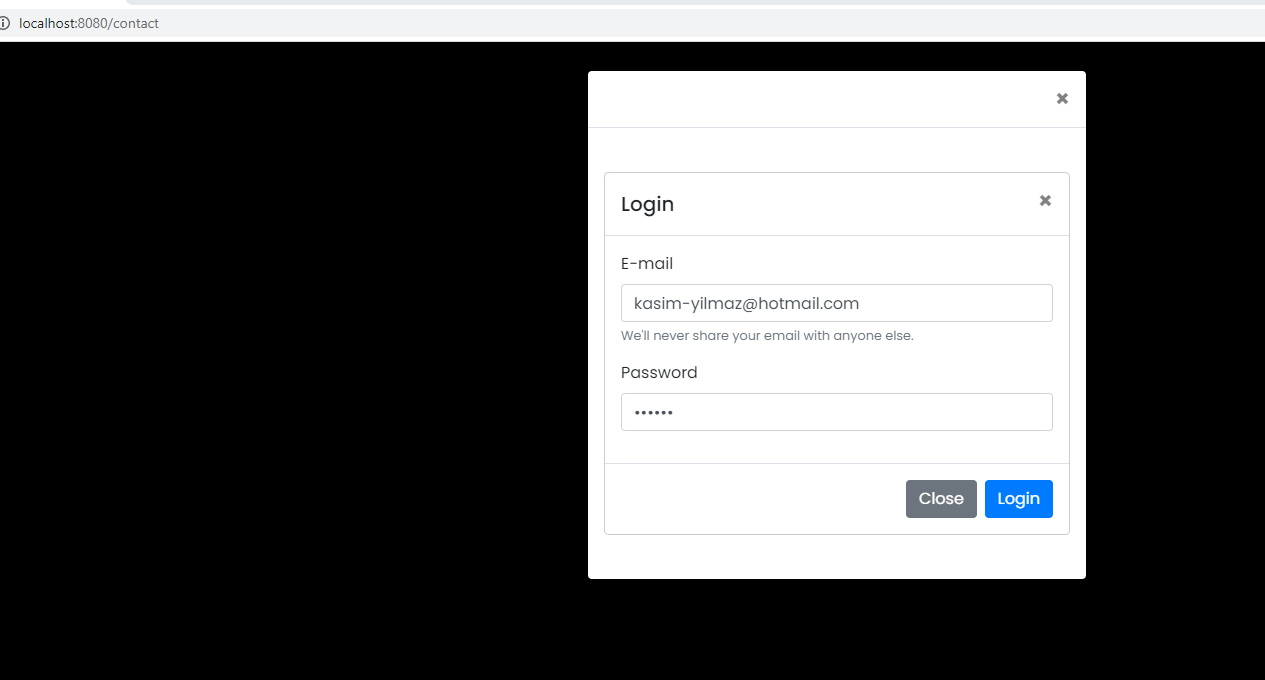 localhost:8080/contact
Login
E-mail
kasim-yilmaz@hotmail.com
We'll never share your email with anyone else.
Password
••••••
Close Login